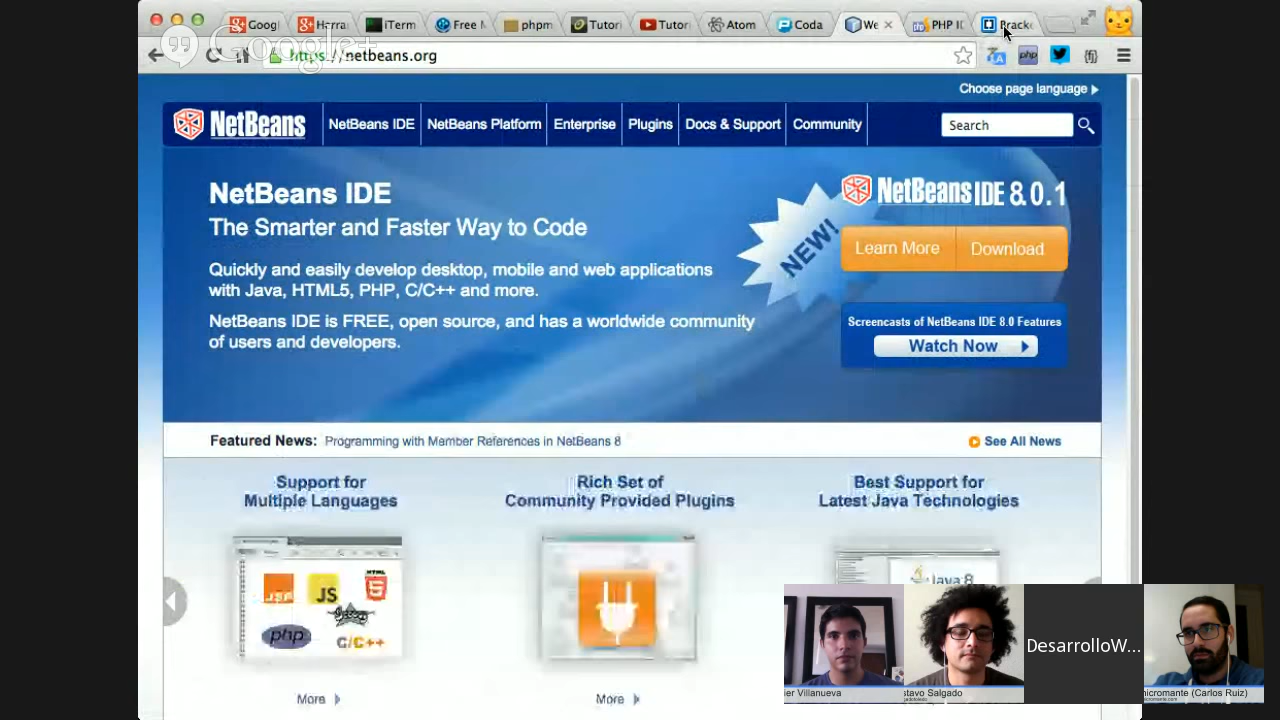 Googl
Herra
iTerm
Free M
phpm
Tutori
Tutori
Atom
Coda
We
PHP I
Bracke
Google+
https://netbeans.org
php
Choose page language
NetBeans
NetBeans IDE
NetBeans Platform
Enterprise
Plugins
Docs & Support
Community
Search
NetBeans IDE
The Smarter and Faster Way to Code
Quickly and easily develop desktop, mobile and web applications
with Java, HTML5, PHP, C/C++ and more.
NetBeans IDE is FREE, open source, and has a worldwide community
of users and developers.
NEW!
NetBeans IDE 8.0.1
Learn More
Download
Screencasts of NetBeans IDE 8.0 Features
Watch Now
Featured News: Programming with Member References in NetBeans 8
See All News
Support for
Multiple Languages
Rich Set of
Community Provided Plugins
Best Support for
Latest Java Technologies
JSP
JS
HTML
5
php
C/C++
Java 8
More
More
ier Villanueva
stavo Salgado
DesarrolloW...
nicromante (Carlos Ruiz)